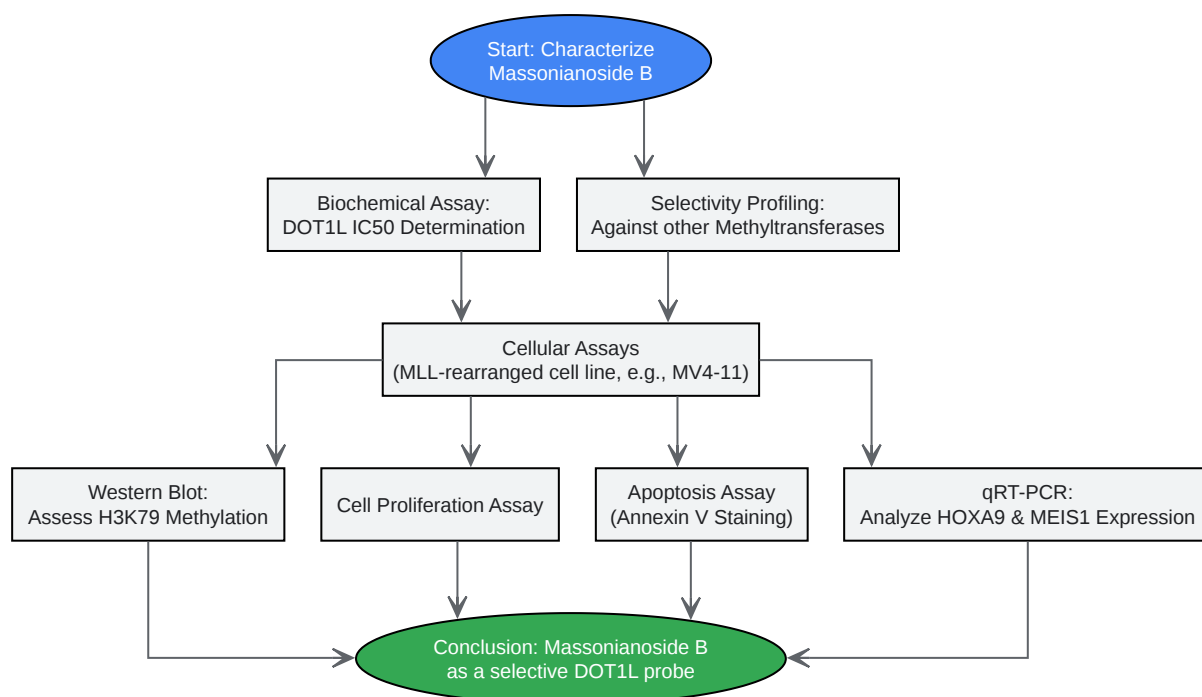 Start: Characterize
Massonianoside B
Biochemical Assay:
DOT1L IC50 Determination
Selectivity Profiling:
Against other Methyltransferases
Cellular Assays
(MLL-rearranged cell line, e.g., MV4-11)
Western Blot:
Assess H3K79 Methylation
Cell Proliferation Assay
Apoptosis Assay
(Annexin V Staining)
qRT-PCR:
Analyze HOXA9 & MEIS1 Expression
Conclusion: Massonianoside B
as a selective DOT1L probe